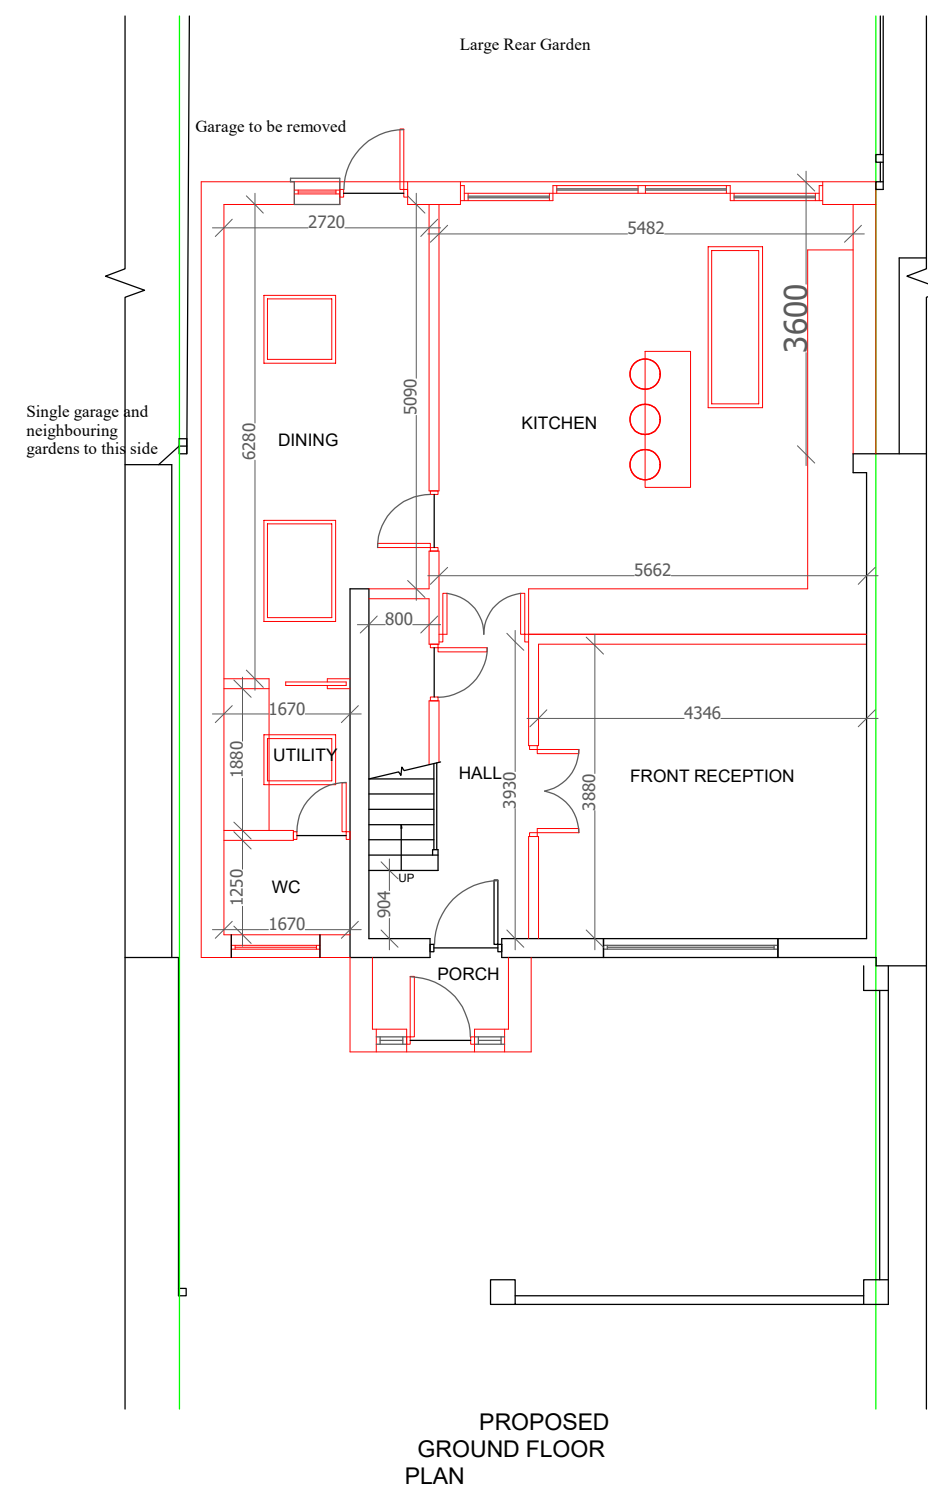 Large Rear Garden
Garage to be removed
2720
5482
3600
5090
Single garage and
neighbouring
gardens to this side
6280
DINING
KITCHEN
5662
800
1670
4346
1880
UTILITY
HALL
3930
3880
FRONT RECEPTION
UP
1250
WC
904
1670
PORCH
PROPOSED
GROUND FLOOR
PLAN